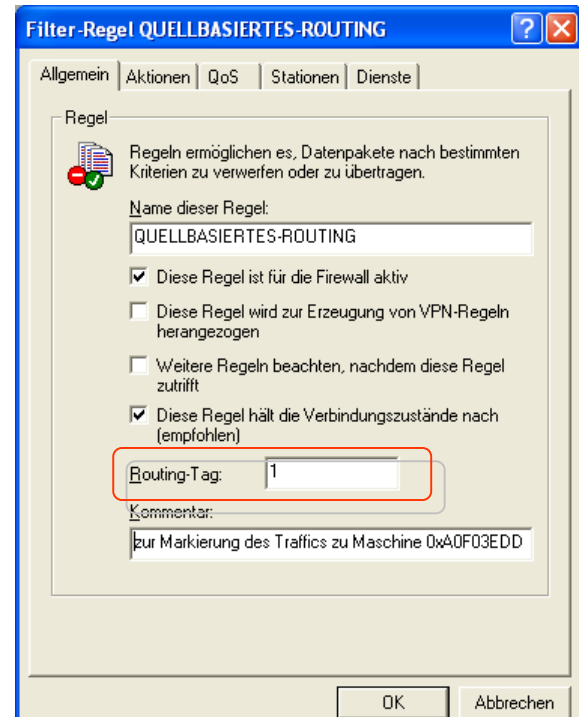 Filter-Regel QUELLBASIERTES-ROUTING
Allgemein Aktionen QoS Stationen Dienste
Regel
Regeln ermöglichen es, Datenpakete nach bestimmten
Kriterien zu verwerfen oder zu übertragen.
Name dieser Regel:
QUELLBASIERTES-ROUTING
Diese Regel ist für die Firewall aktiv
Diese Regel wird zur Erzeugung von VPN-Regeln
herangezogen
Weitere Regeln beachten, nachdem diese Regel
zutrifft
Diese Regel hält die Verbindungszustände nach
(empfohlen)
Routing-Tag: 1
Kommentar:
zur Markierung des Traffics zu Maschine 0xA0F03EDD
OK Abbrechen